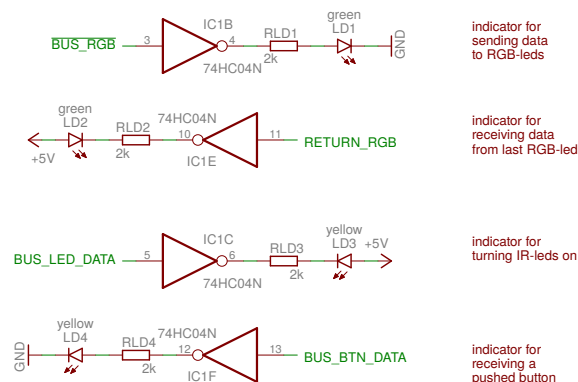 BUS_RGB
3
IC1B
4
74HC04N
RLD1
2k
green
LD1
GND
indicator for
sending data
to RGB-leds
green
LD2
+5V
RLD2
2k
74HC04N
10
IC1E
11
RETURN_RGB
indicator for
receiving data
from last RGB-led
BUS_LED_DATA
5
IC1C
6
74HC04N
RLD3
2k
yellow
LD3
+5V
indicator for
turning IR-leds on
GND
yellow
LD4
RLD4
2k
74HC04N
12
IC1F
13
BUS_BTN_DATA
indicator for
receiving a
pushed button